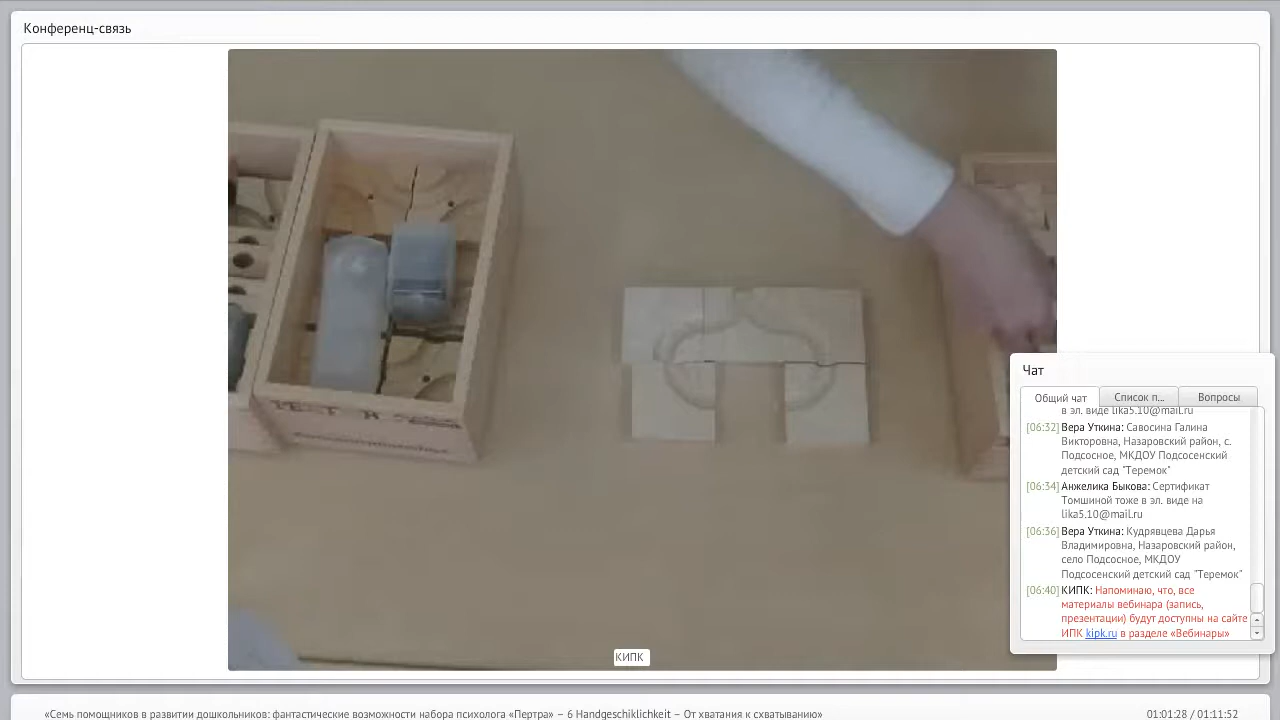 Конференц-связь
КИПК
Чат
Общий чат
Список п...
Вопросы
в эл. виде lika5.10@mail.ru
[06:32] Вера Уткина: Савосина Галина
Викторовна, Назаровский район, с.
Подсосное, МКДОУ Подсосенский
детский сад "Теремок"
[06:34] Анжелика Быкова: Сертификат
Томшиной тоже в эл. виде на
lika5.10@mail.ru
[06:36] Вера Уткина: Кудрявцева Дарья
Владимировна, Назаровский район,
село Подсосное, МКДОУ
Подсосенский детский сад "Теремок"
[06:40] КИПК: Напоминаю, что, все
материалы вебинара (запись,
презентации) будут доступны на сайте
ИПК kipk.ru в разделе «Вебинары»
«Семь помощников в развитии дошкольников: фантастические возможности набора психолога «Пертра» – 6 Handgeschiklichkeit – От хватания к схватыванию»
01:01:28 / 01:11:52